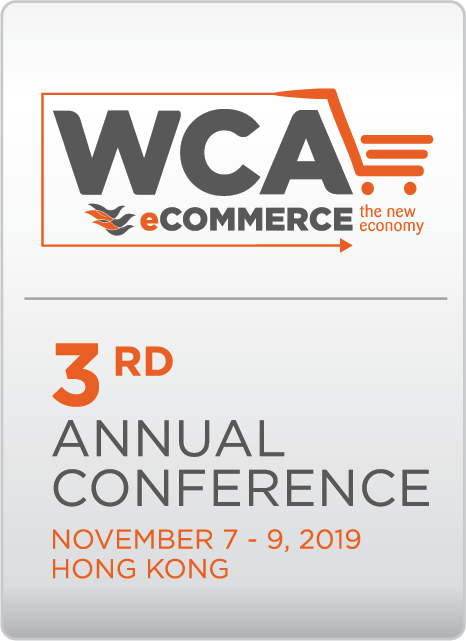 WCA
eCOMMERCE
the new
economy
3RD
ANNUAL
CONFERENCE
NOVEMBER 7 - 9, 2019
HONG KONG